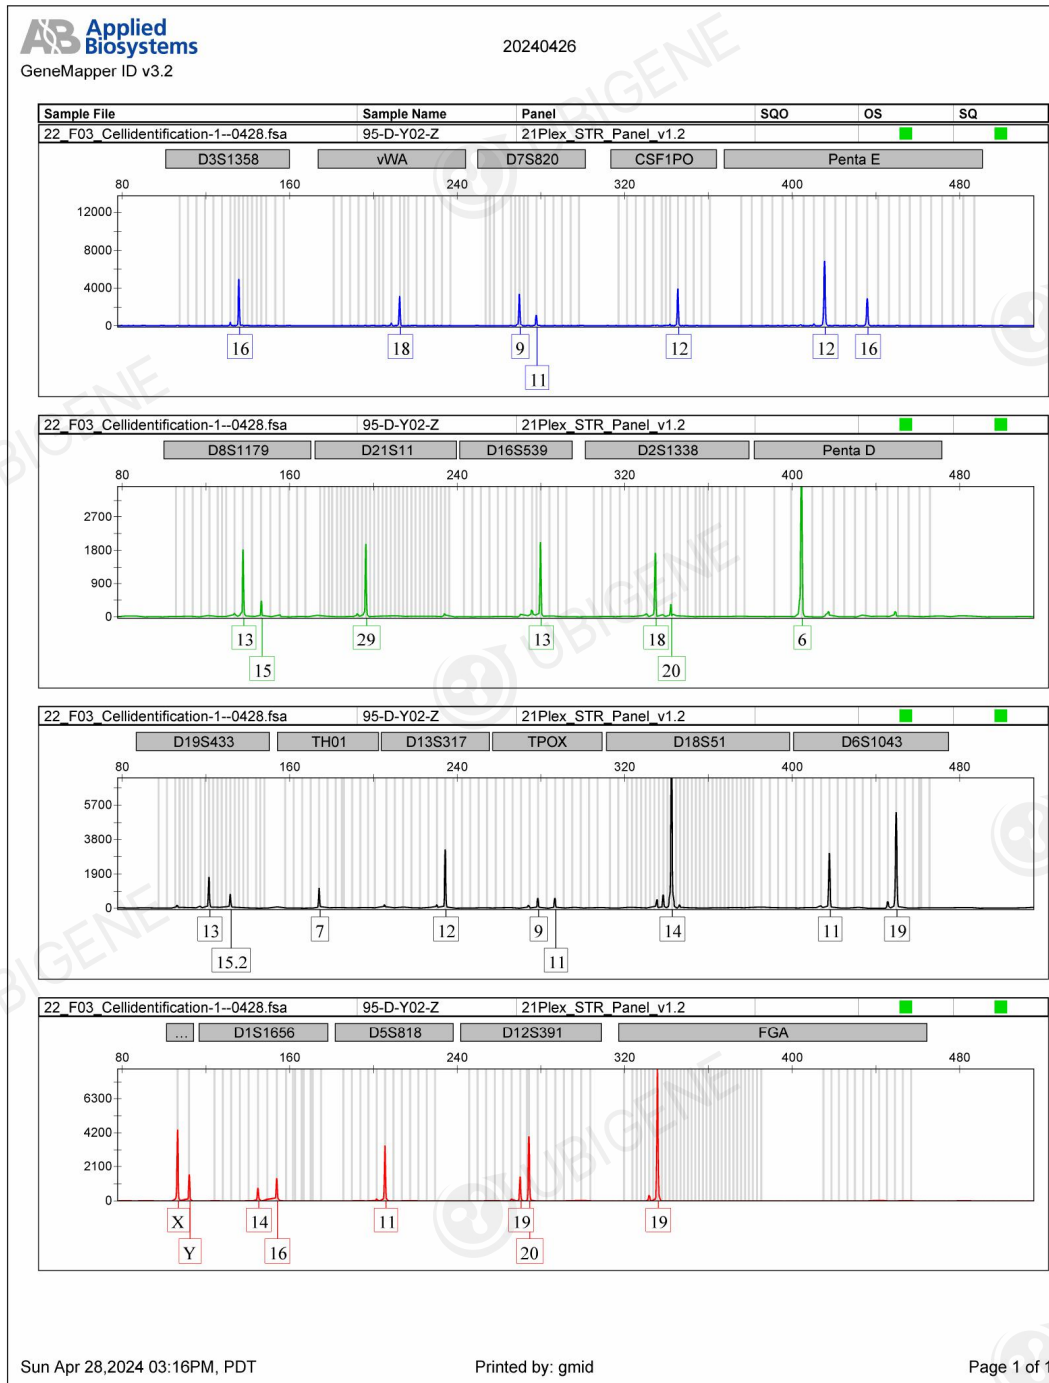 AB Applied
Biosystems
20240426
GeneMapper ID v3.2
Sample File Sample Name Panel SQO OS SQ
22_F03_Cellidentification-1--0428.fsa 95-D-Y02-Z 21Plex_STR_Panel_v1.2
D3S1358 vWA D7S820 CSF1PO Penta E
80 160 240 320 400 480
12000
8000
4000
0
16 18 9 12 12 16
11
22_F03_Cellidentification-1--0428.fsa 95-D-Y02-Z 21Plex_STR_Panel_v1.2
D8S1179 D21S11 D16S539 D2S1338 Penta D
80 160 240 320 400 480
2700
1800
900
0
13 29 13 18 6
15 20
22_F03_Cellidentification-1--0428.fsa 95-D-Y02-Z 21Plex_STR_Panel_v1.2
D19S433 TH01 D13S317 TPOX D18S51 D6S1043
80 160 240 320 400 480
5700
3800
1900
0
13 7 12 9 14 11 19
15.2 11
22_F03_Cellidentification-1--0428.fsa 95-D-Y02-Z 21Plex_STR_Panel_v1.2
... D1S1656 D5S818 D12S391 FGA
80 160 240 320 400 480
6300
4200
2100
0
X 14 11 19 19
Y 16 20
Sun Apr 28,2024 03:16PM, PDT Printed by: gmid Page 1 of 1
UBIGENE
UBIGENE
UBIGENE
UBIGENE
UBIGENE